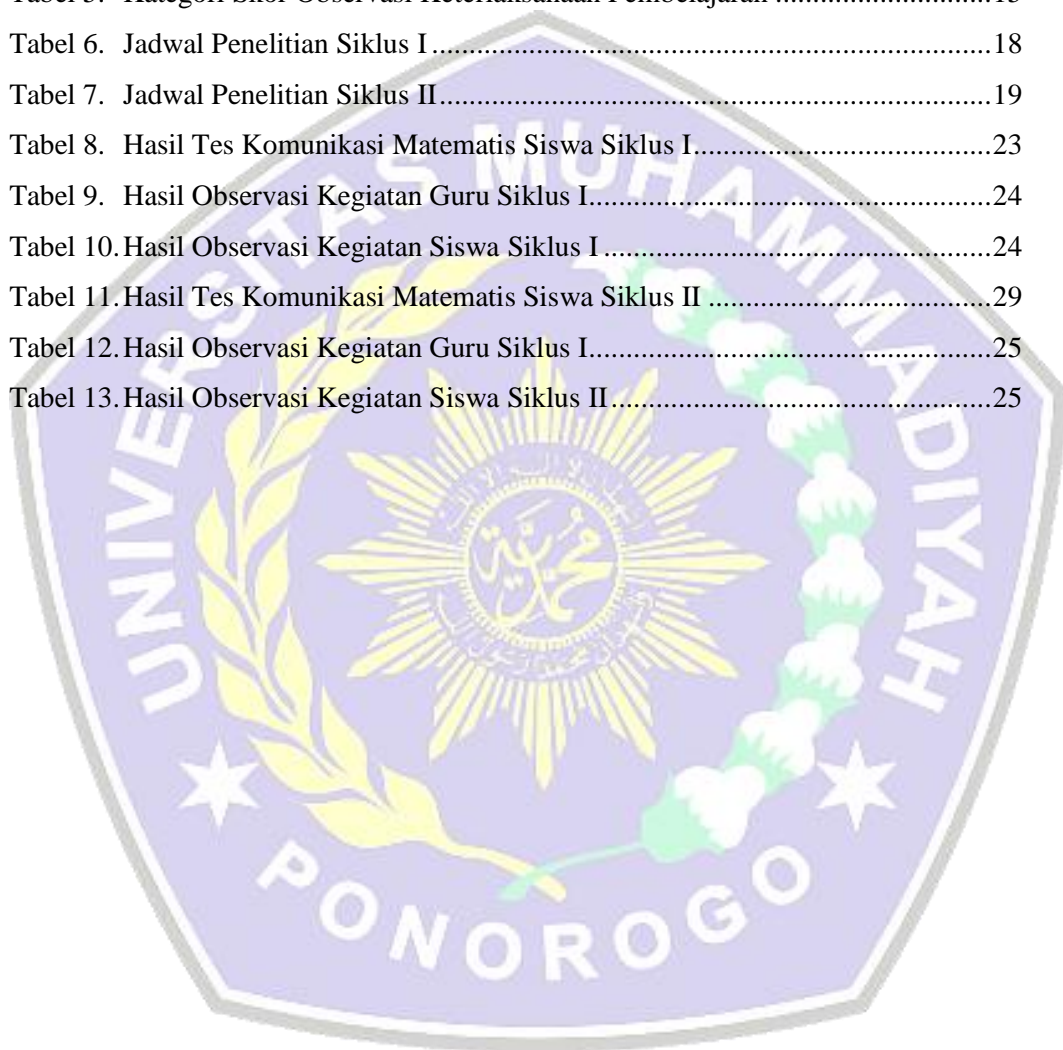 Tabel 6. Jadwal Penelitian Siklus I ........................................................................... 18
Tabel 7. Jadwal Penelitian Siklus II .......................................................................... 19
Tabel 8. Hasil Tes Komunikasi Matematis Siswa Siklus I ........................................ 23
Tabel 9. Hasil Observasi Kegiatan Guru Siklus I ...................................................... 24
Tabel 10. Hasil Observasi Kegiatan Siswa Siklus I .................................................... 24
Tabel 11. Hasil Tes Komunikasi Matematis Siswa Siklus II ...................................... 29
Tabel 12. Hasil Observasi Kegiatan Guru Siklus I ...................................................... 25
Tabel 13. Hasil Observasi Kegiatan Siswa Siklus II ................................................... 25
UNIVERSITAS MUHAMMADIYAH
PONOROGO